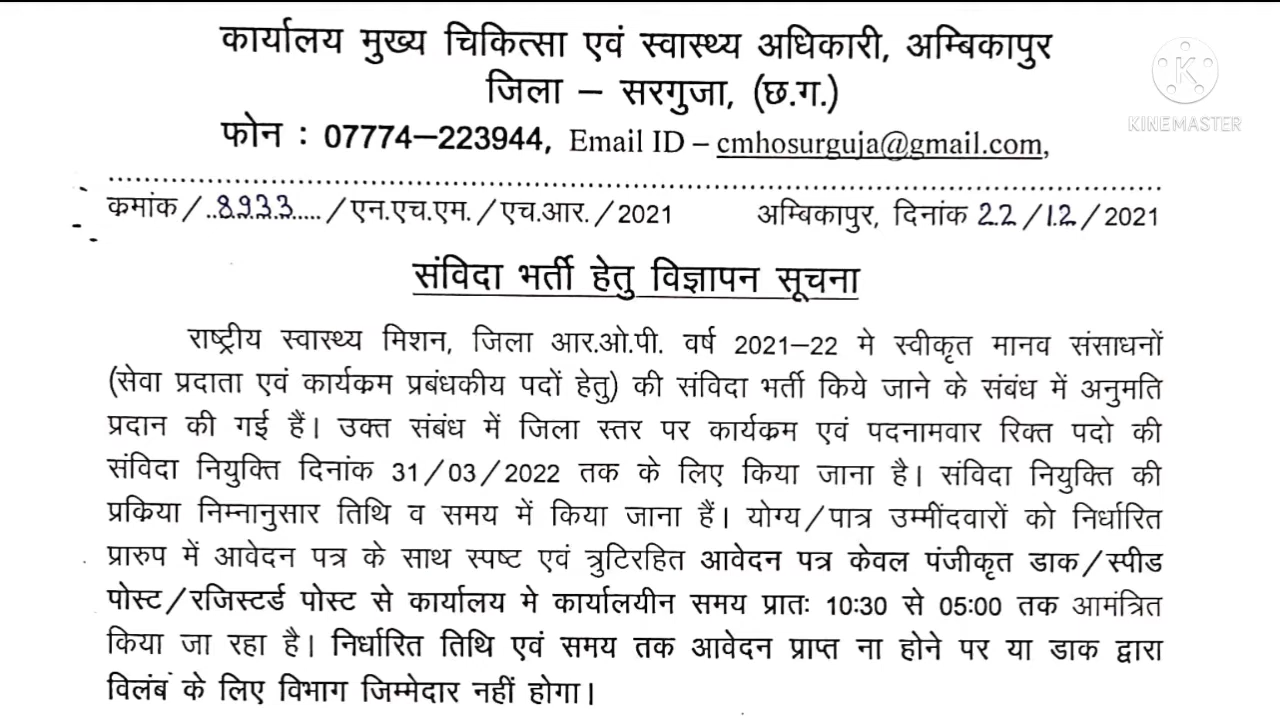 कार्यालय मुख्य चिकित्सा एवं स्वास्थ्य अधिकारी, अम्बिकापुर
जिला – सरगुजा, (छ.ग.)
फोन : 07774–223944, Email ID – cmhosurguja@gmail.com,
कमांक / ..8933..... / एन.एच.एम. / एच.आर. / 2021 अम्बिकापुर, दिनांक 22 / 12 / 2021
संविदा भर्ती हेतु विज्ञापन सूचना
राष्ट्रीय स्वास्थ्य मिशन, जिला आर.ओ.पी. वर्ष 2021–22 मे स्वीकृत मानव संसाधनों
(सेवा प्रदाता एवं कार्यक्रम प्रबंधकीय पदों हेतु) की संविदा भर्ती किये जाने के संबंध में अनुमति
प्रदान की गई हैं। उक्त संबंध में जिला स्तर पर कार्यक्रम एवं पदनामवार रिक्त पदो की
संविदा नियुक्ति दिनांक 31 / 03 / 2022 तक के लिए किया जाना है। संविदा नियुक्ति की
प्रक्रिया निम्नानुसार तिथि व समय में किया जाना हैं। योग्य / पात्र उम्मींदवारों को निर्धारित
प्रारुप में आवेदन पत्र के साथ स्पष्ट एवं त्रुटिरहित आवेदन पत्र केवल पंजीकृत डाक / स्पीड
पोस्ट / रजिस्टर्ड पोस्ट से कार्यालय मे कार्यालयीन समय प्रातः 10:30 से 05:00 तक आमंत्रित
किया जा रहा है। निर्धारित तिथि एवं समय तक आवेदन प्राप्त ना होने पर या डाक द्वारा
विलंब के लिए विभाग जिम्मेदार नहीं होगा।
KINEMASTER